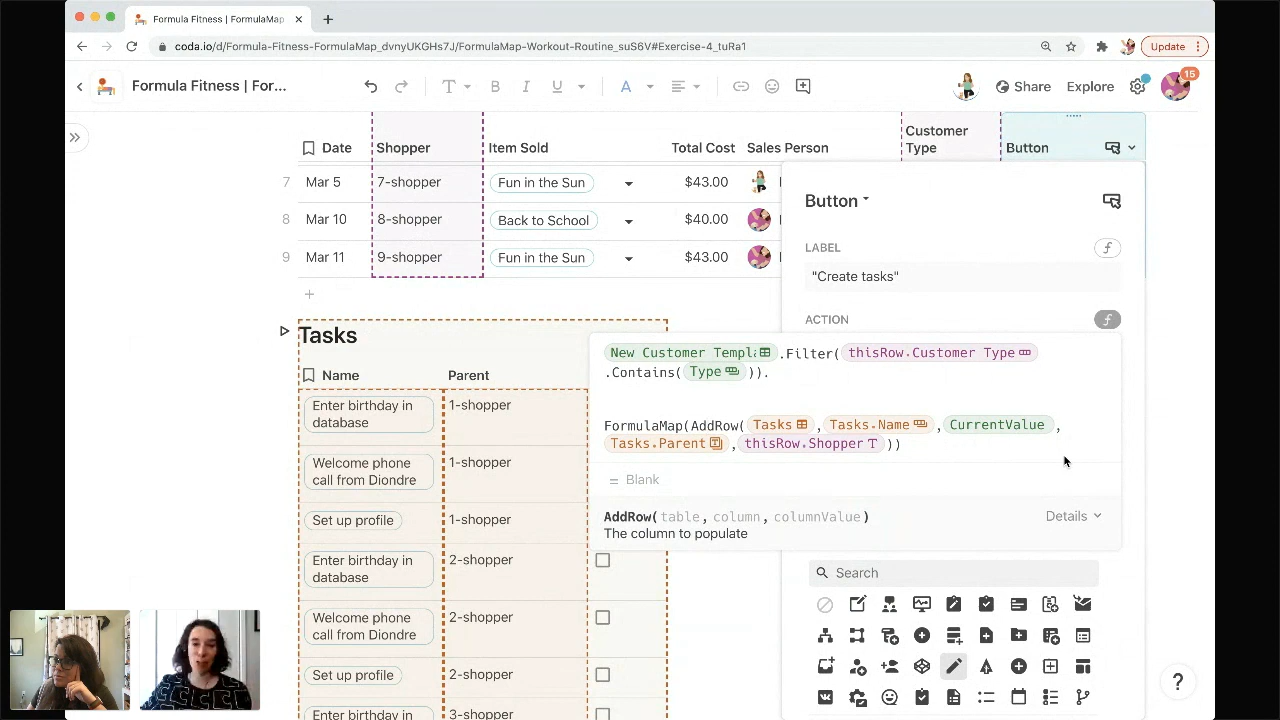 Formula Fitness | FormulaMap
coda.io/d/Formula-Fitness-FormulaMap_dvnyUKGHs7J/FormulaMap-Workout-Routine_suS6V#Exercise-4_tuRa1
Update
Formula Fitness | For...
T B I U A
Share
Explore
15
Date Shopper Item Sold Total Cost Sales Person Customer Type Button
7 Mar 5 7-shopper Fun in the Sun $43.00
8 Mar 10 8-shopper Back to School $40.00
9 Mar 11 9-shopper Fun in the Sun $43.00
Button
LABEL
"Create tasks"
ACTION
New Customer Templa .Filter( thisRow.Customer Type
.Contains( Type )).
FormulaMap(AddRow( Tasks , Tasks.Name , CurrentValue ,
Tasks.Parent , thisRow.Shopper T ))
= Blank
AddRow(table, column, columnValue)
Details
The column to populate
Search
Tasks
Name Parent
Enter birthday in
database
1-shopper
Welcome phone
call from Diondre
1-shopper
Set up profile 1-shopper
Enter birthday in
database
2-shopper
Welcome phone
call from Diondre
2-shopper
Set up profile 2-shopper
Enter birthday in
?